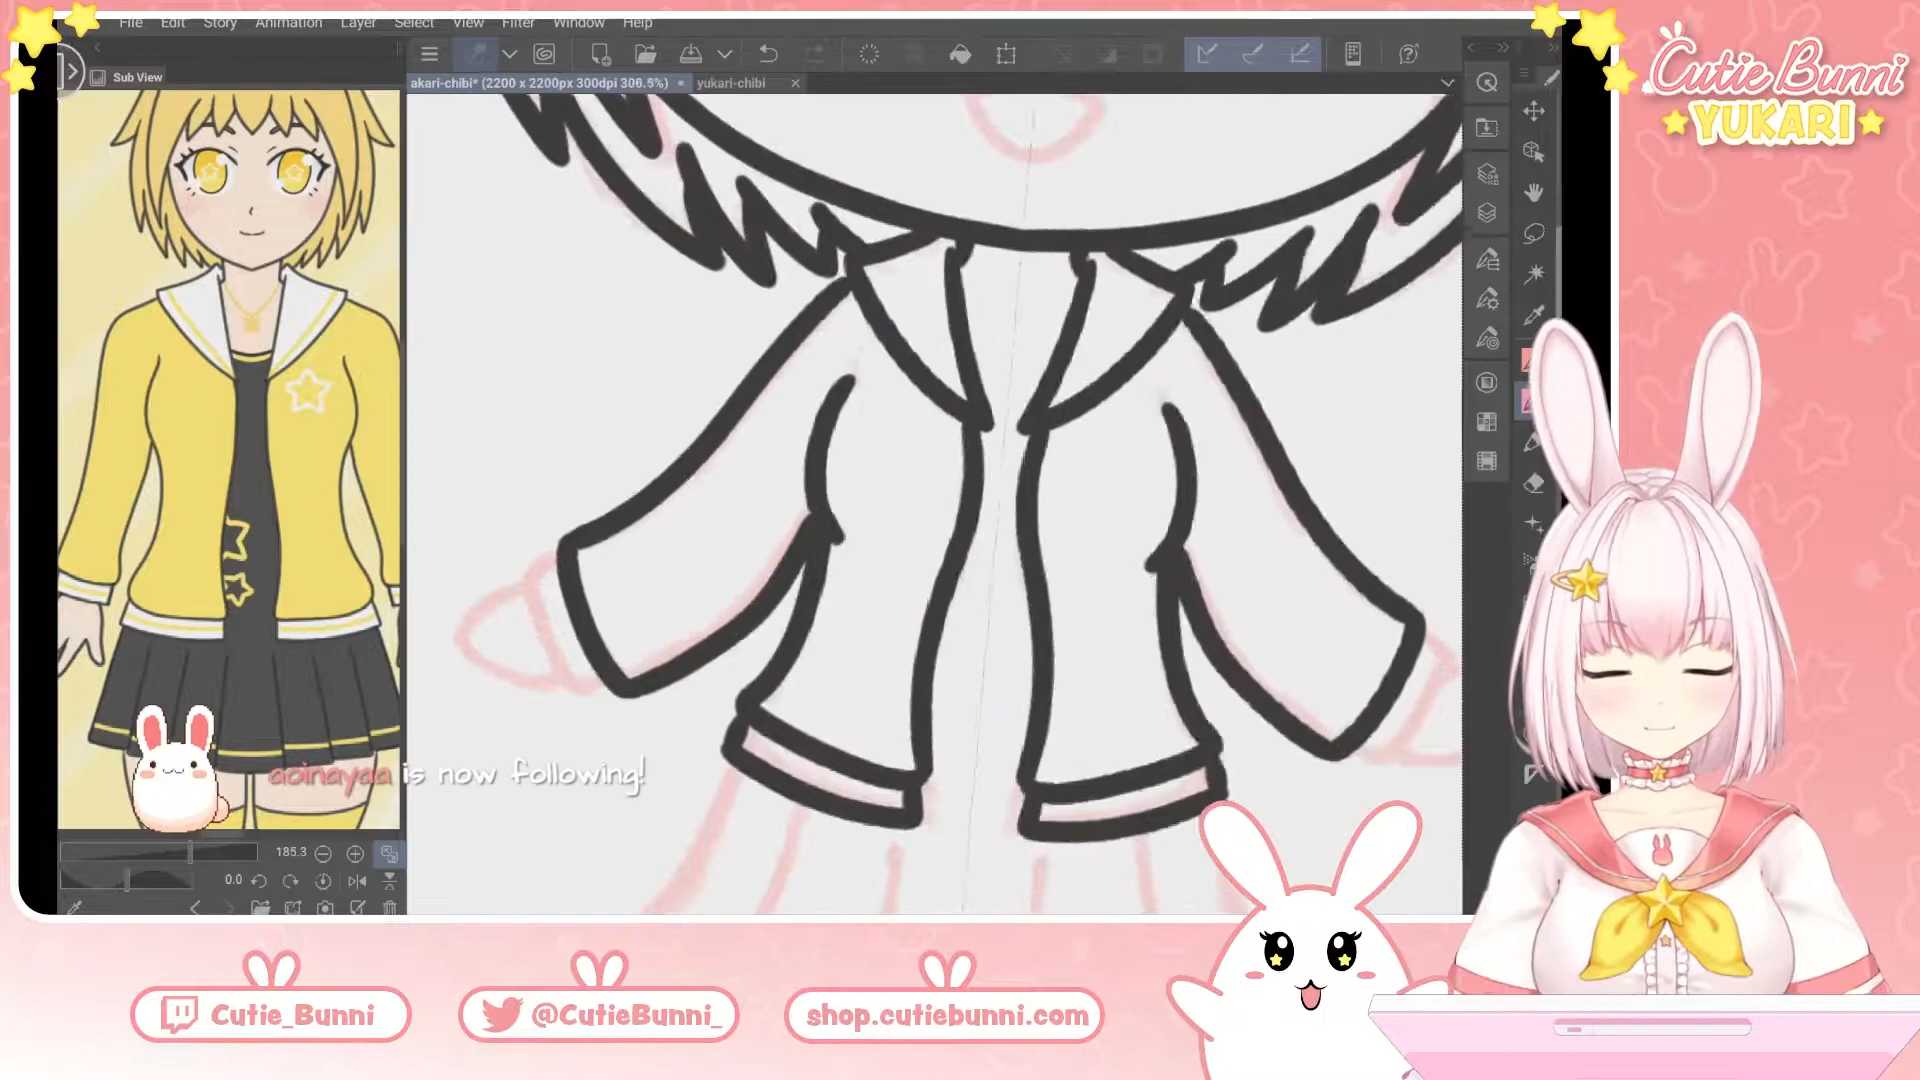 File Edit Story Animation Layer Select View Filter Window Help
Sub View
akari-chibi* (2200 x 2200px 300dpi 306.5%)
yukari-chibi
Cutie Bunni
YUKARI
aoinayaa is now following!
185.3
0.0
Cutie_Bunni
@CutieBunni_
shop.cutiebunni.com